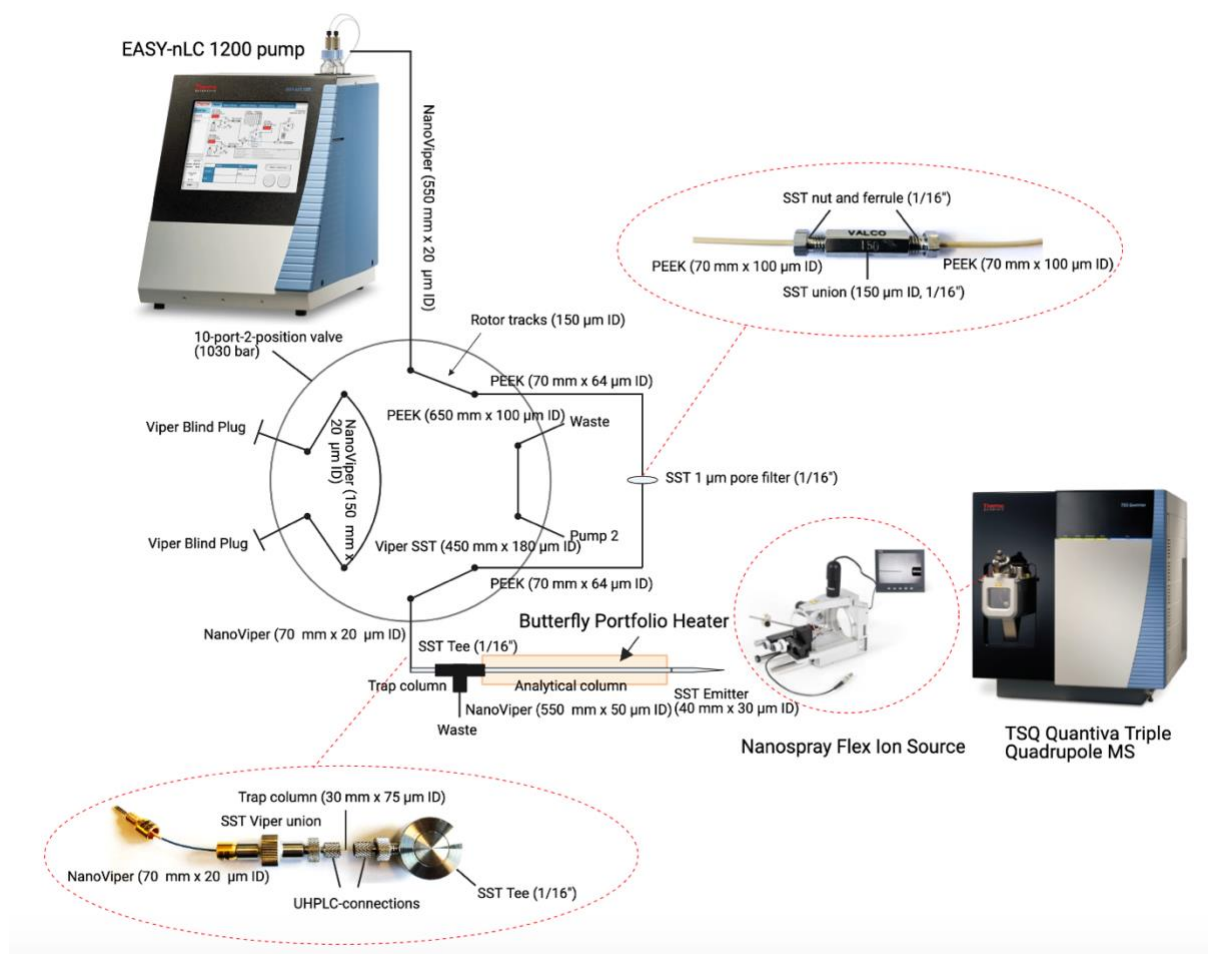 EASY-nLC 1200 pump
NanoViper (550 mm x 20 µm ID)
SST nut and ferrule (1/16")
VALCO
150
PEEK (70 mm x 100 µm ID)
PEEK (70 mm x 100 µm ID)
SST union (150 µm ID, 1/16")
Rotor tracks (150 µm ID)
10-port-2-position valve
(1030 bar)
PEEK (70 mm x 64 µm ID)
PEEK (650 mm x 100 µm ID)
Waste
Viper Blind Plug
NanoViper (150 mm x
20 µm ID)
SST 1 µm pore filter (1/16")
Viper Blind Plug
Pump 2
Viper SST (450 mm x 180 µm ID)
PEEK (70 mm x 64 µm ID)
NanoViper (70 mm x 20 µm ID)
Butterfly Portfolio Heater
SST Tee (1/16")
Trap column
Analytical column
SST Emitter
(40 mm x 30 µm ID)
NanoViper (550 mm x 50 µm ID)
Waste
Nanospray Flex Ion Source
TSQ Quantiva Triple
Quadrupole MS
Trap column (30 mm x 75 µm ID)
SST Viper union
NanoViper (70 mm x 20 µm ID)
UHPLC-connections
SST Tee (1/16")